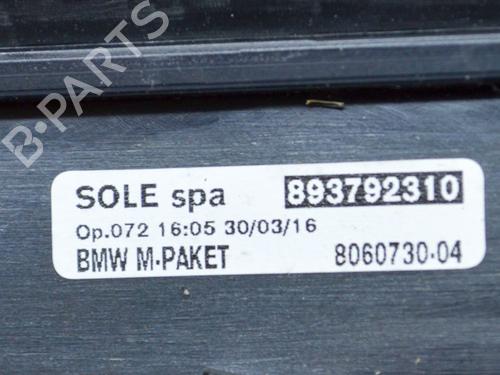 B-PARTS
SOLE spa 893792310
Op.072 16:05 30/03/16
BMW M-PAKET 8060730-04